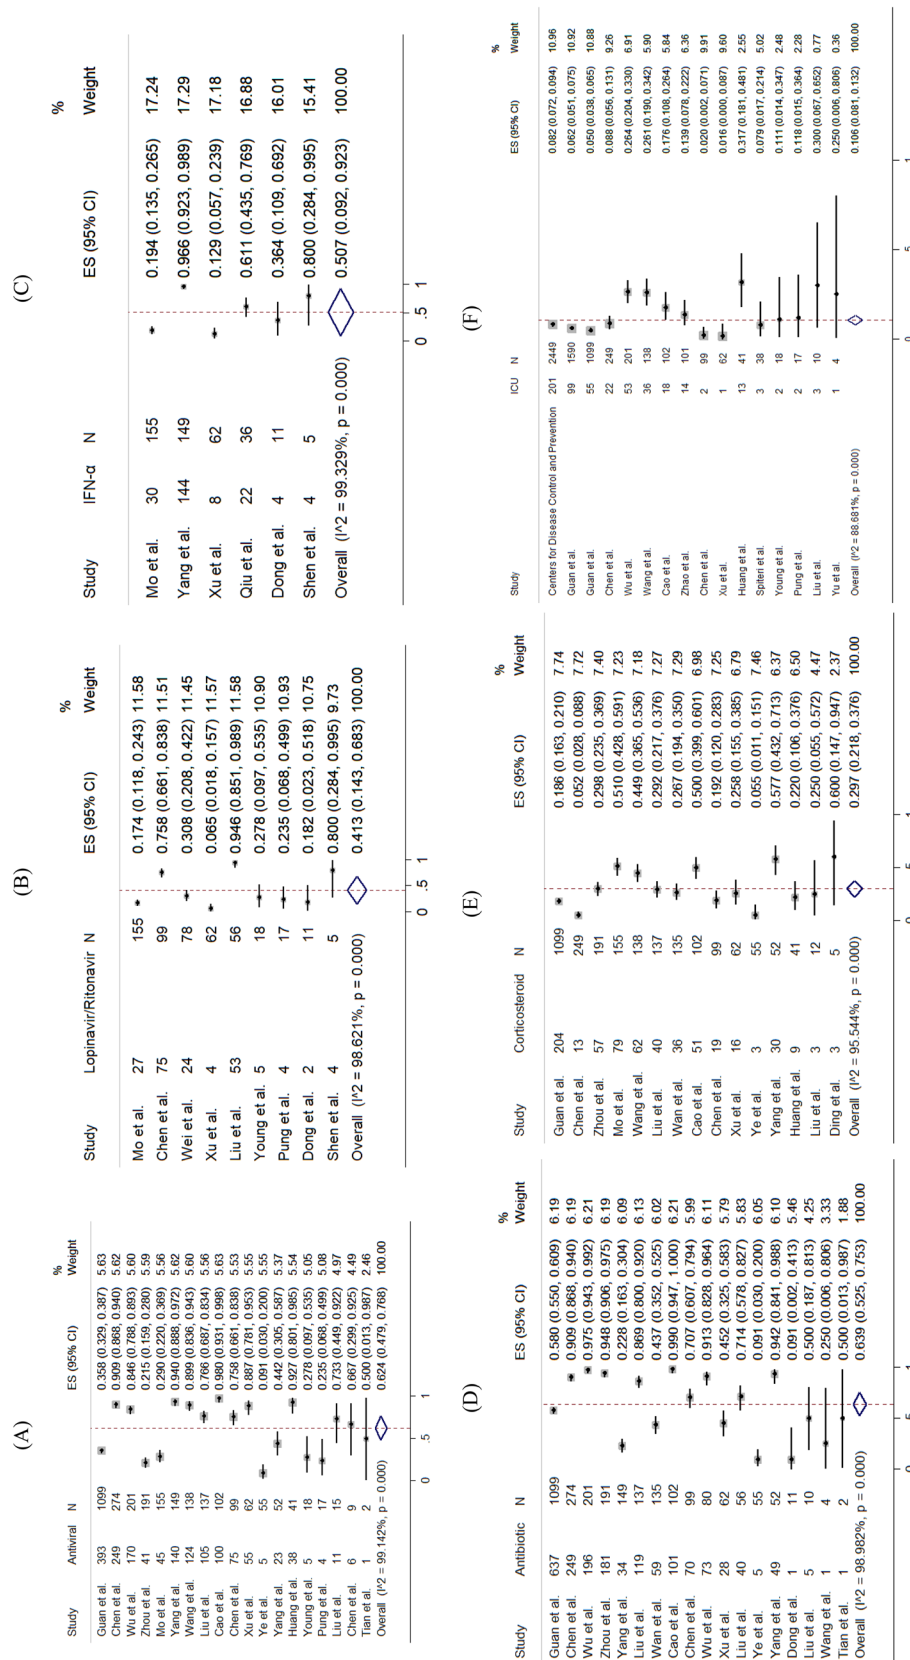 (A)
%
Study Antiviral N ES (95% CI) Weight
Guan et al. 393 1099 0.358 (0.329, 0.387) 5.63
Chen et al. 249 274 0.909 (0.868, 0.940) 5.62
Wu et al. 170 201 0.846 (0.788, 0.893) 5.60
Zhou et al. 41 191 0.215 (0.159, 0.280) 5.59
Mo et al. 45 155 0.290 (0.220, 0.369) 5.56
Yang et al. 140 149 0.940 (0.888, 0.972) 5.62
Wang et al. 124 138 0.899 (0.836, 0.943) 5.60
Liu et al. 105 137 0.766 (0.687, 0.834) 5.56
Cao et al. 100 102 0.980 (0.931, 0.998) 5.63
Chen et al. 75 99 0.758 (0.661, 0.838) 5.53
Xu et al. 55 62 0.887 (0.781, 0.953) 5.55
Ye et al. 5 55 0.091 (0.030, 0.200) 5.55
Yang et al. 23 52 0.442 (0.305, 0.587) 5.37
Huang et al. 38 41 0.927 (0.801, 0.985) 5.54
Young et al. 5 18 0.278 (0.097, 0.535) 5.05
Pung et al. 4 17 0.235 (0.068, 0.499) 5.08
Liu et al. 11 15 0.733 (0.449, 0.922) 4.97
Chen et al. 6 9 0.667 (0.299, 0.925) 4.49
Tian et al. 1 2 0.500 (0.013, 0.987) 2.46
Overall (I^2 = 99.142%, p = 0.000) 0.624 (0.479, 0.768) 100.00
0 .5 1
(B)
%
Study Lopinavir/Ritonavir N ES (95% CI) Weight
Mo et al. 27 155 0.174 (0.118, 0.243) 11.58
Chen et al. 75 99 0.758 (0.661, 0.838) 11.51
Wei et al. 24 78 0.308 (0.208, 0.422) 11.45
Xu et al. 4 62 0.065 (0.018, 0.157) 11.57
Liu et al. 53 56 0.946 (0.851, 0.989) 11.58
Young et al. 5 18 0.278 (0.097, 0.535) 10.90
Pung et al. 4 17 0.235 (0.068, 0.499) 10.93
Dong et al. 2 11 0.182 (0.023, 0.518) 10.75
Shen et al. 4 5 0.800 (0.284, 0.995) 9.73
Overall (I^2 = 98.621%, p = 0.000) 0.413 (0.143, 0.683) 100.00
0 .5 1
(C)
%
Study IFN-α N ES (95% CI) Weight
Mo et al. 30 155 0.194 (0.135, 0.265) 17.24
Yang et al. 144 149 0.966 (0.923, 0.989) 17.29
Xu et al. 8 62 0.129 (0.057, 0.239) 17.18
Qiu et al. 22 36 0.611 (0.435, 0.769) 16.88
Dong et al. 4 11 0.364 (0.109, 0.692) 16.01
Shen et al. 4 5 0.800 (0.284, 0.995) 15.41
Overall (I^2 = 99.329%, p = 0.000) 0.507 (0.092, 0.923) 100.00
0 .5 1
(D)
%
Study Antibiotic N ES (95% CI) Weight
Guan et al. 637 1099 0.580 (0.550, 0.609) 6.19
Chen et al. 249 274 0.909 (0.868, 0.940) 6.19
Wu et al. 196 201 0.975 (0.943, 0.992) 6.21
Zhou et al. 181 191 0.948 (0.906, 0.975) 6.19
Yang et al. 34 149 0.228 (0.163, 0.304) 6.09
Liu et al. 119 137 0.869 (0.800, 0.920) 6.13
Wan et al. 59 135 0.437 (0.352, 0.525) 6.02
Cao et al. 101 102 0.990 (0.947, 1.000) 6.21
Chen et al. 70 99 0.707 (0.607, 0.794) 5.99
Wu et al. 73 80 0.913 (0.828, 0.964) 6.11
Xu et al. 28 62 0.452 (0.325, 0.583) 5.79
Liu et al. 40 56 0.714 (0.578, 0.827) 5.83
Ye et al. 5 55 0.091 (0.030, 0.200) 6.05
Yang et al. 49 52 0.942 (0.841, 0.988) 6.10
Dong et al. 1 11 0.091 (0.002, 0.413) 5.46
Liu et al. 5 10 0.500 (0.187, 0.813) 4.25
Wang et al. 1 4 0.250 (0.006, 0.806) 3.33
Tian et al. 1 2 0.500 (0.013, 0.987) 1.88
Overall (I^2 = 98.982%, p = 0.000) 0.639 (0.525, 0.753) 100.00
0 .5 1
(E)
%
Study Corticosteroid N ES (95% CI) Weight
Guan et al. 204 1099 0.186 (0.163, 0.210) 7.74
Chen et al. 13 249 0.052 (0.028, 0.088) 7.72
Zhou et al. 57 191 0.298 (0.235, 0.369) 7.40
Mo et al. 79 155 0.510 (0.428, 0.591) 7.23
Wang et al. 62 138 0.449 (0.365, 0.536) 7.18
Liu et al. 40 137 0.292 (0.217, 0.376) 7.27
Wan et al. 36 135 0.267 (0.194, 0.350) 7.29
Cao et al. 51 102 0.500 (0.399, 0.601) 6.98
Chen et al. 19 99 0.192 (0.120, 0.283) 7.25
Xu et al. 16 62 0.258 (0.155, 0.385) 6.79
Ye et al. 3 55 0.055 (0.011, 0.151) 7.46
Yang et al. 30 52 0.577 (0.432, 0.713) 6.37
Huang et al. 9 41 0.220 (0.106, 0.376) 6.50
Liu et al. 3 12 0.250 (0.055, 0.572) 4.47
Ding et al. 3 5 0.600 (0.147, 0.947) 2.37
Overall (I^2 = 95.544%, p = 0.000) 0.297 (0.218, 0.376) 100.00
0 .5 1
(F)
%
Study ICU N ES (95% CI) Weight
Centers for Disease Control and Prevention 201 2449 0.082 (0.072, 0.094) 10.96
Guan et al. 99 1590 0.062 (0.051, 0.075) 10.92
Guan et al. 55 1099 0.050 (0.038, 0.065) 10.88
Chen et al. 22 249 0.088 (0.056, 0.131) 9.26
Wu et al. 53 201 0.264 (0.204, 0.330) 6.91
Wang et al. 36 138 0.261 (0.190, 0.342) 5.90
Cao et al. 18 102 0.176 (0.108, 0.264) 5.84
Zhao et al. 14 101 0.139 (0.078, 0.222) 6.36
Chen et al. 2 99 0.020 (0.002, 0.071) 9.91
Xu et al. 1 62 0.016 (0.000, 0.087) 9.60
Huang et al. 13 41 0.317 (0.181, 0.481) 2.55
Spiteri et al. 3 38 0.079 (0.017, 0.214) 5.02
Young et al. 2 18 0.111 (0.014, 0.347) 2.48
Pung et al. 2 17 0.118 (0.015, 0.364) 2.28
Liu et al. 3 10 0.300 (0.067, 0.652) 0.77
Yu et al. 1 4 0.250 (0.006, 0.806) 0.36
Overall (I^2 = 88.681%, p = 0.000) 0.106 (0.081, 0.132) 100.00
0 .5 1